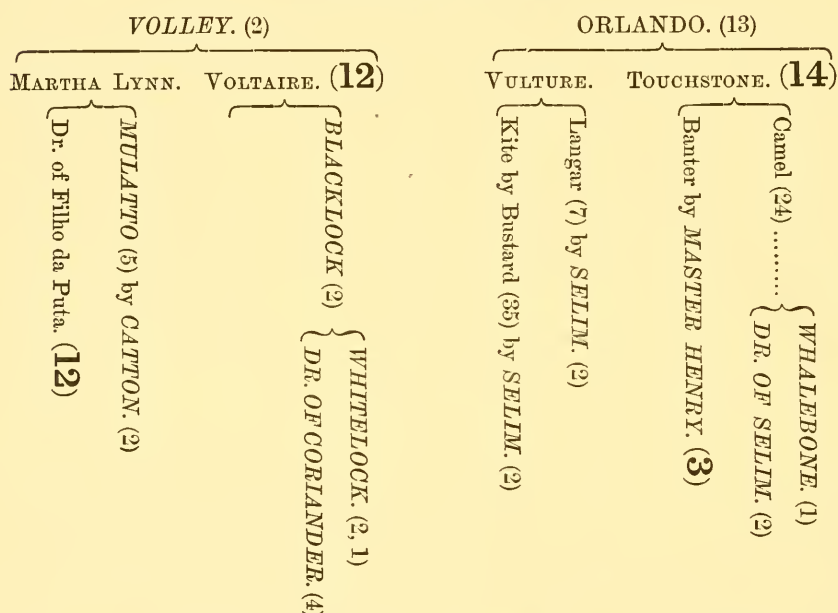 VOLLEY. (2)
ORLANDO. (13)
MARTHA LYNN.
VOLTAIRE. (12)
VULTURE.
TOUCHSTONE. (14)
MULATTO (5) by CATTON. (2)
Dr. of Filho da Puta. (12)
BLACKLOCK (2)
WHITELOCK. (2, 1)
DR. OF CORIANDER. (4)
Langar (7) by SELIM. (2)
Kite by Bustard (35) by SELIM. (2)
Camel (24) .........
WHALEBONE. (1)
DR. OF SELIM. (2)
Banter by MASTER HENRY. (3)